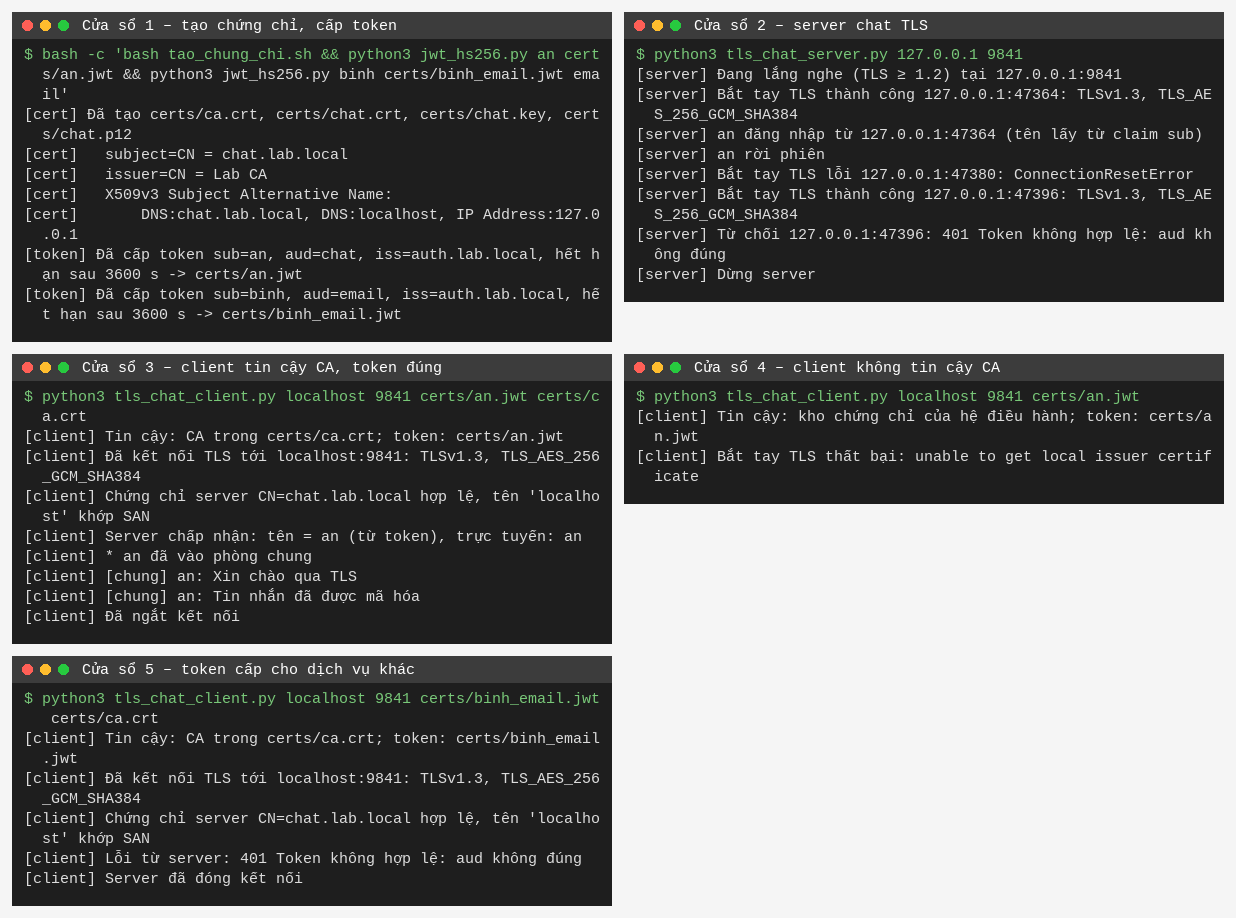 Cửa sổ 1 – tạo chứng chỉ, cấp token
$ bash -c 'bash tao_chung_chi.sh && python3 jwt_hs256.py an cert
s/an.jwt && python3 jwt_hs256.py binh certs/binh_email.jwt ema
il'
[cert] Đã tạo certs/ca.crt, certs/chat.crt, certs/chat.key, cert
s/chat.p12
[cert]   subject=CN = chat.lab.local
[cert]   issuer=CN = Lab CA
[cert]   X509v3 Subject Alternative Name:
[cert]       DNS:chat.lab.local, DNS:localhost, IP Address:127.0
.0.1
[token] Đã cấp token sub=an, aud=chat, iss=auth.lab.local, hết h
ạn sau 3600 s -> certs/an.jwt
[token] Đã cấp token sub=binh, aud=email, iss=auth.lab.local, hế
t hạn sau 3600 s -> certs/binh_email.jwt
Cửa sổ 2 – server chat TLS
$ python3 tls_chat_server.py 127.0.0.1 9841
[server] Đang lắng nghe (TLS ≥ 1.2) tại 127.0.0.1:9841
[server] Bắt tay TLS thành công 127.0.0.1:47364: TLSv1.3, TLS_AE
S_256_GCM_SHA384
[server] an đăng nhập từ 127.0.0.1:47364 (tên lấy từ claim sub)
[server] an rời phiên
[server] Bắt tay TLS lỗi 127.0.0.1:47380: ConnectionResetError
[server] Bắt tay TLS thành công 127.0.0.1:47396: TLSv1.3, TLS_AE
S_256_GCM_SHA384
[server] Từ chối 127.0.0.1:47396: 401 Token không hợp lệ: aud kh
ông đúng
[server] Dừng server
Cửa sổ 3 – client tin cậy CA, token đúng
$ python3 tls_chat_client.py localhost 9841 certs/an.jwt certs/c
a.crt
[client] Tin cậy: CA trong certs/ca.crt; token: certs/an.jwt
[client] Đã kết nối TLS tới localhost:9841: TLSv1.3, TLS_AES_256
_GCM_SHA384
[client] Chứng chỉ server CN=chat.lab.local hợp lệ, tên 'localho
st' khớp SAN
[client] Server chấp nhận: tên = an (từ token), trực tuyến: an
[client] * an đã vào phòng chung
[client] [chung] an: Xin chào qua TLS
[client] [chung] an: Tin nhắn đã được mã hóa
[client] Đã ngắt kết nối
Cửa sổ 4 – client không tin cậy CA
$ python3 tls_chat_client.py localhost 9841 certs/an.jwt
[client] Tin cậy: kho chứng chỉ của hệ điều hành; token: certs/a
n.jwt
[client] Bắt tay TLS thất bại: unable to get local issuer certif
icate
Cửa sổ 5 – token cấp cho dịch vụ khác
$ python3 tls_chat_client.py localhost 9841 certs/binh_email.jwt
certs/ca.crt
[client] Tin cậy: CA trong certs/ca.crt; token: certs/binh_email
.jwt
[client] Đã kết nối TLS tới localhost:9841: TLSv1.3, TLS_AES_256
_GCM_SHA384
[client] Chứng chỉ server CN=chat.lab.local hợp lệ, tên 'localho
st' khớp SAN
[client] Lỗi từ server: 401 Token không hợp lệ: aud không đúng
[client] Server đã đóng kết nối